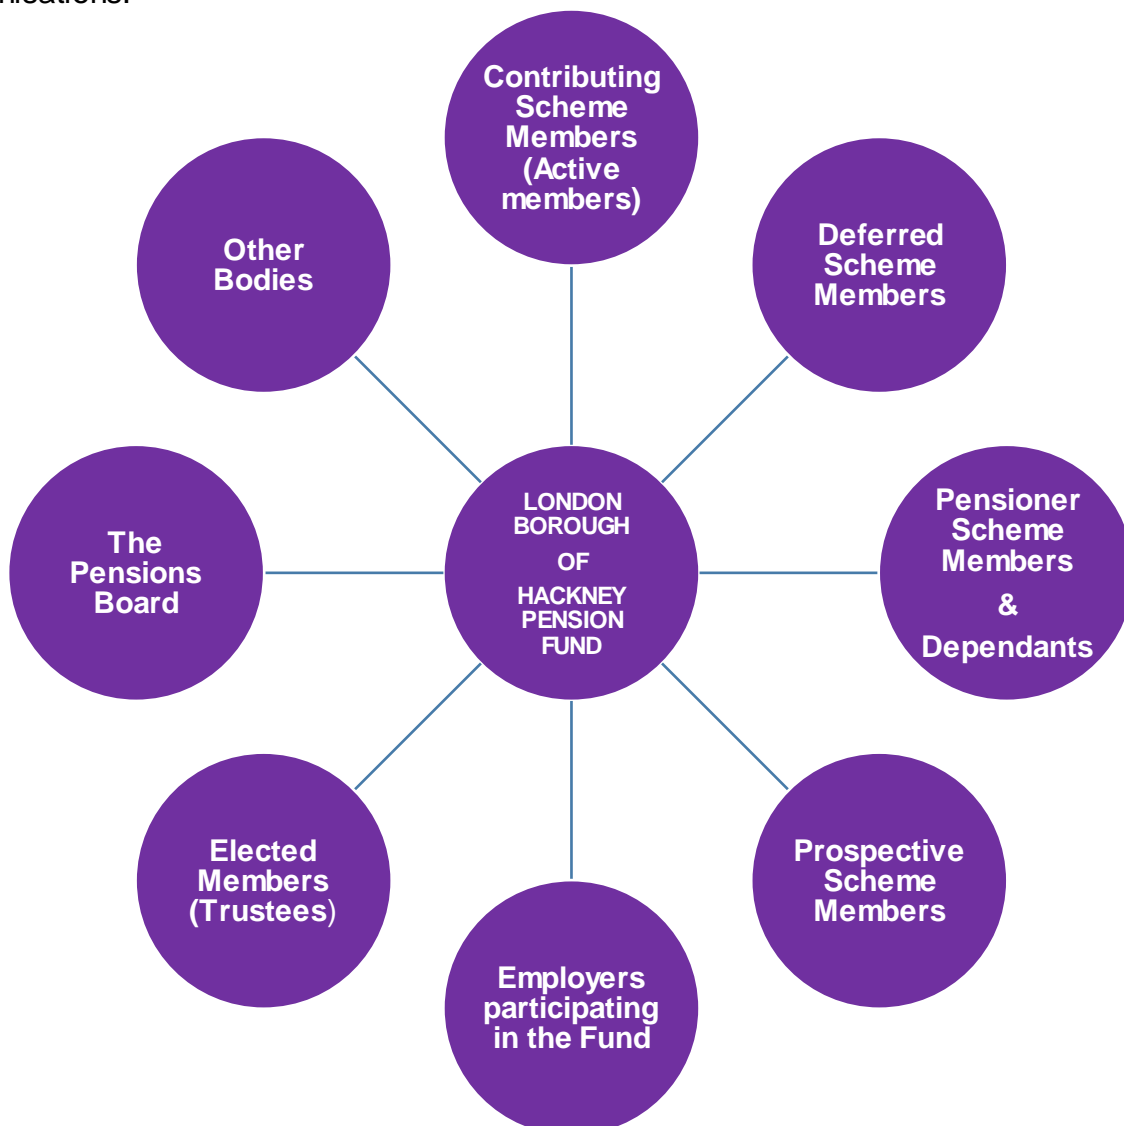 nisations.
Contributing
Scheme
Members
(Active
members)
Deferred
Scheme
Members
Other
Bodies
Pensioner
Scheme
Members
&
Dependants
LONDON
BOROUGH
OF
HACKNEY
PENSION
FUND
The
Pensions
Board
Prospective
Scheme
Members
Elected
Members
(Trustees)
Employers
participating
in the Fund